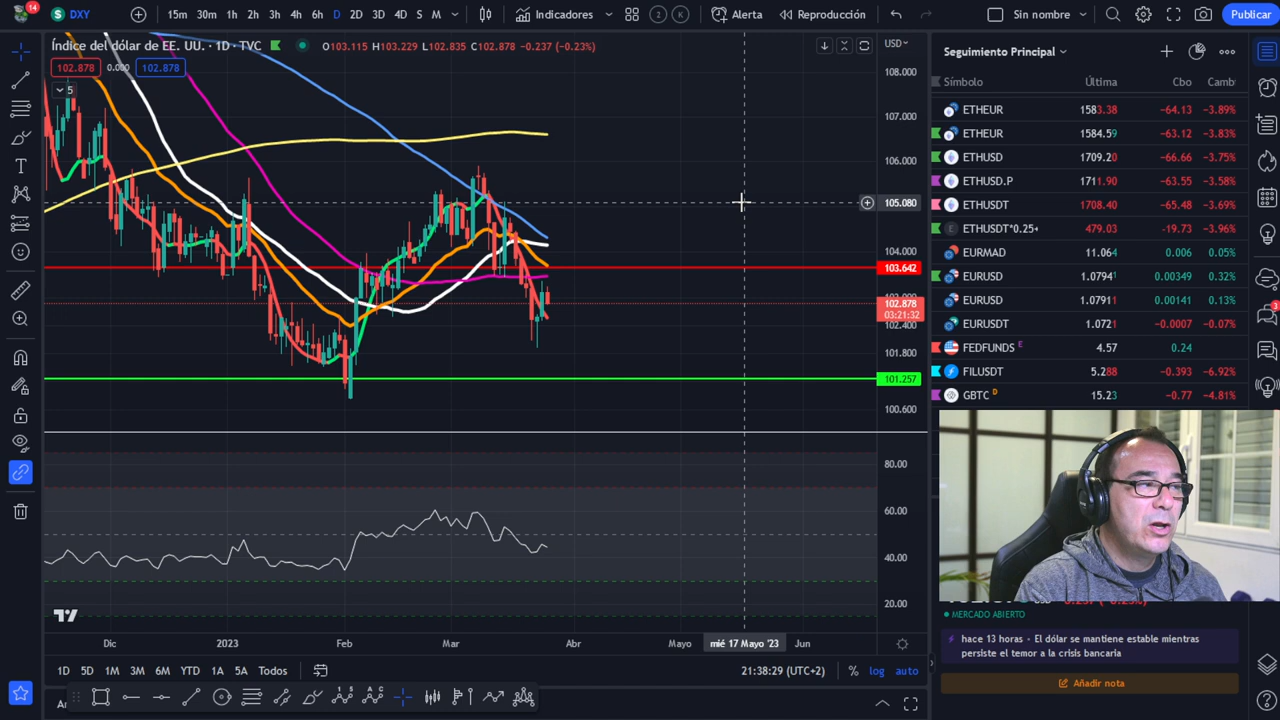 14
DXY
15m 30m 1h 2h 3h 4h 6h D 2D 3D 4D S M
Indicadores
2 K
Alerta
Reproducción
Sin nombre
Publicar
Índice del dólar de EE. UU. · 1D · TVC
O103.115 H103.229 L102.835 C102.878 -0.237 (-0.23%)
102.878 0.000 102.878
5
USD
108.000
107.000
106.000
105.080
104.000
103.642
102.878
03:21:32
102.400
101.800
101.257
100.600
80.00
60.00
40.00
20.00
Dic 2023 Feb Mar Abr Mayo mié 17 Mayo '23 Jun
1D 5D 1M 3M 6M YTD 1A 5A Todos
21:38:29 (UTC+2) % log auto
Seguimiento Principal
Símbolo Última Cbo Camb
ETHEUR 1583.38 -64.13 -3.89%
ETHEUR 1584.59 -63.12 -3.83%
ETHUSD 1709.20 -66.66 -3.75%
ETHUSD.P 1711.90 -63.55 -3.58%
ETHUSDT 1708.40 -65.48 -3.69%
ETHUSDT*0.25+ 479.03 -19.73 -3.96%
EURMAD 11.064 0.006 0.05%
EURUSD 1.07941 0.00349 0.32%
EURUSD 1.07911 0.00141 0.13%
EURUSDT 1.0721 -0.0007 -0.07%
FEDFUNDS E 4.57 0.24
FILUSDT 5.288 -0.393 -6.92%
GBTC D 15.23 -0.77 -4.81%
3
MERCADO ABIERTO
hace 13 horas · El dólar se mantiene estable mientras
persiste el temor a la crisis bancaria
Añadir nota